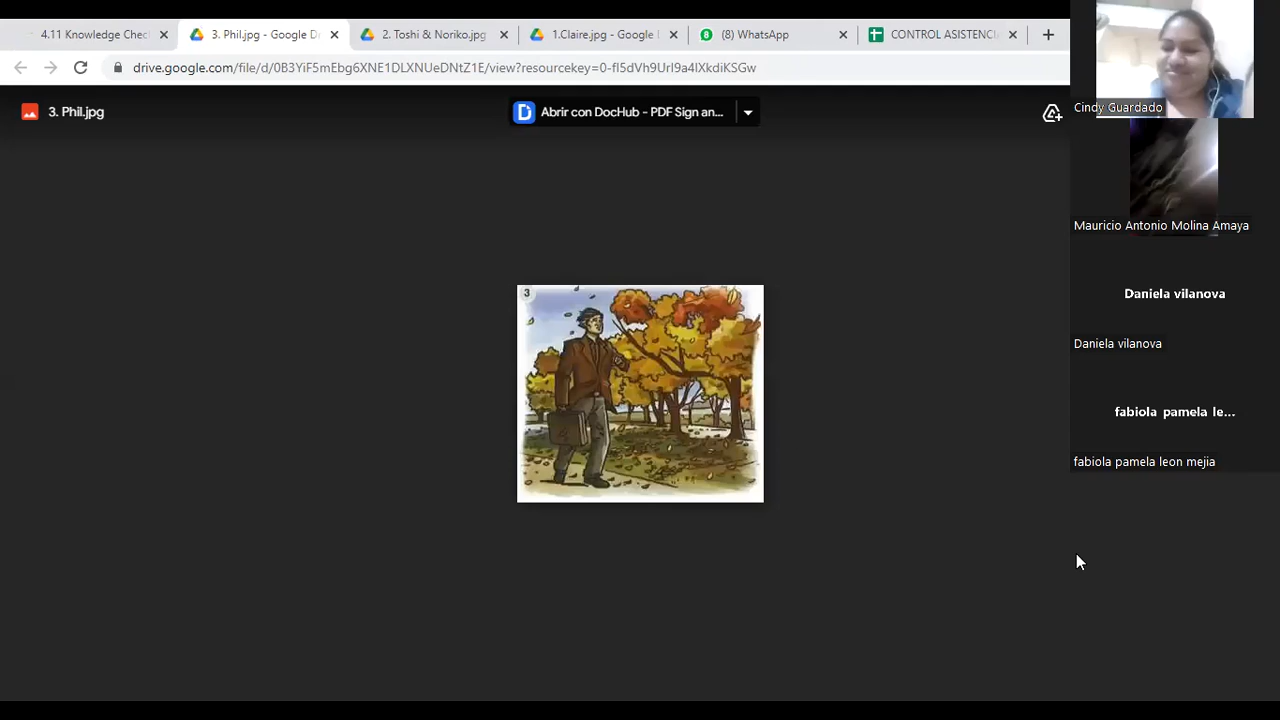 4.11 Knowledge Chec
3. Phil.jpg - Google D
2. Toshi & Noriko.jpg
1.Claire.jpg - Google
(8) WhatsApp
CONTROL ASISTENCI
drive.google.com/file/d/0B3YiF5mEbg6XNE1DLXNUeDNtZ1E/view?resourcekey=0-fI5dVh9UrI9a4IXkdiKSGw
3. Phil.jpg
Abrir con DocHub - PDF Sign an...
3
Cindy Guardado
Mauricio Antonio Molina Amaya
Daniela vilanova
Daniela vilanova
fabiola pamela le...
fabiola pamela leon mejia